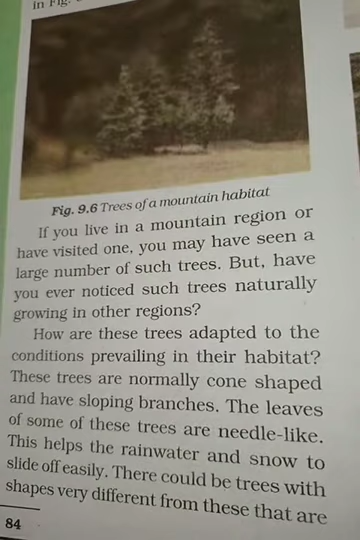 in Fig.
Fig. 9.6 Trees of a mountain habitat
If you live in a mountain region or
have visited one, you may have seen a
large number of such trees. But, have
you ever noticed such trees naturally
growing in other regions?
How are these trees adapted to the
conditions prevailing in their habitat?
These trees are normally cone shaped
and have sloping branches. The leaves
of some of these trees are needle-like.
This helps the rainwater and snow to
slide off easily. There could be trees with
shapes very different from these that are
84